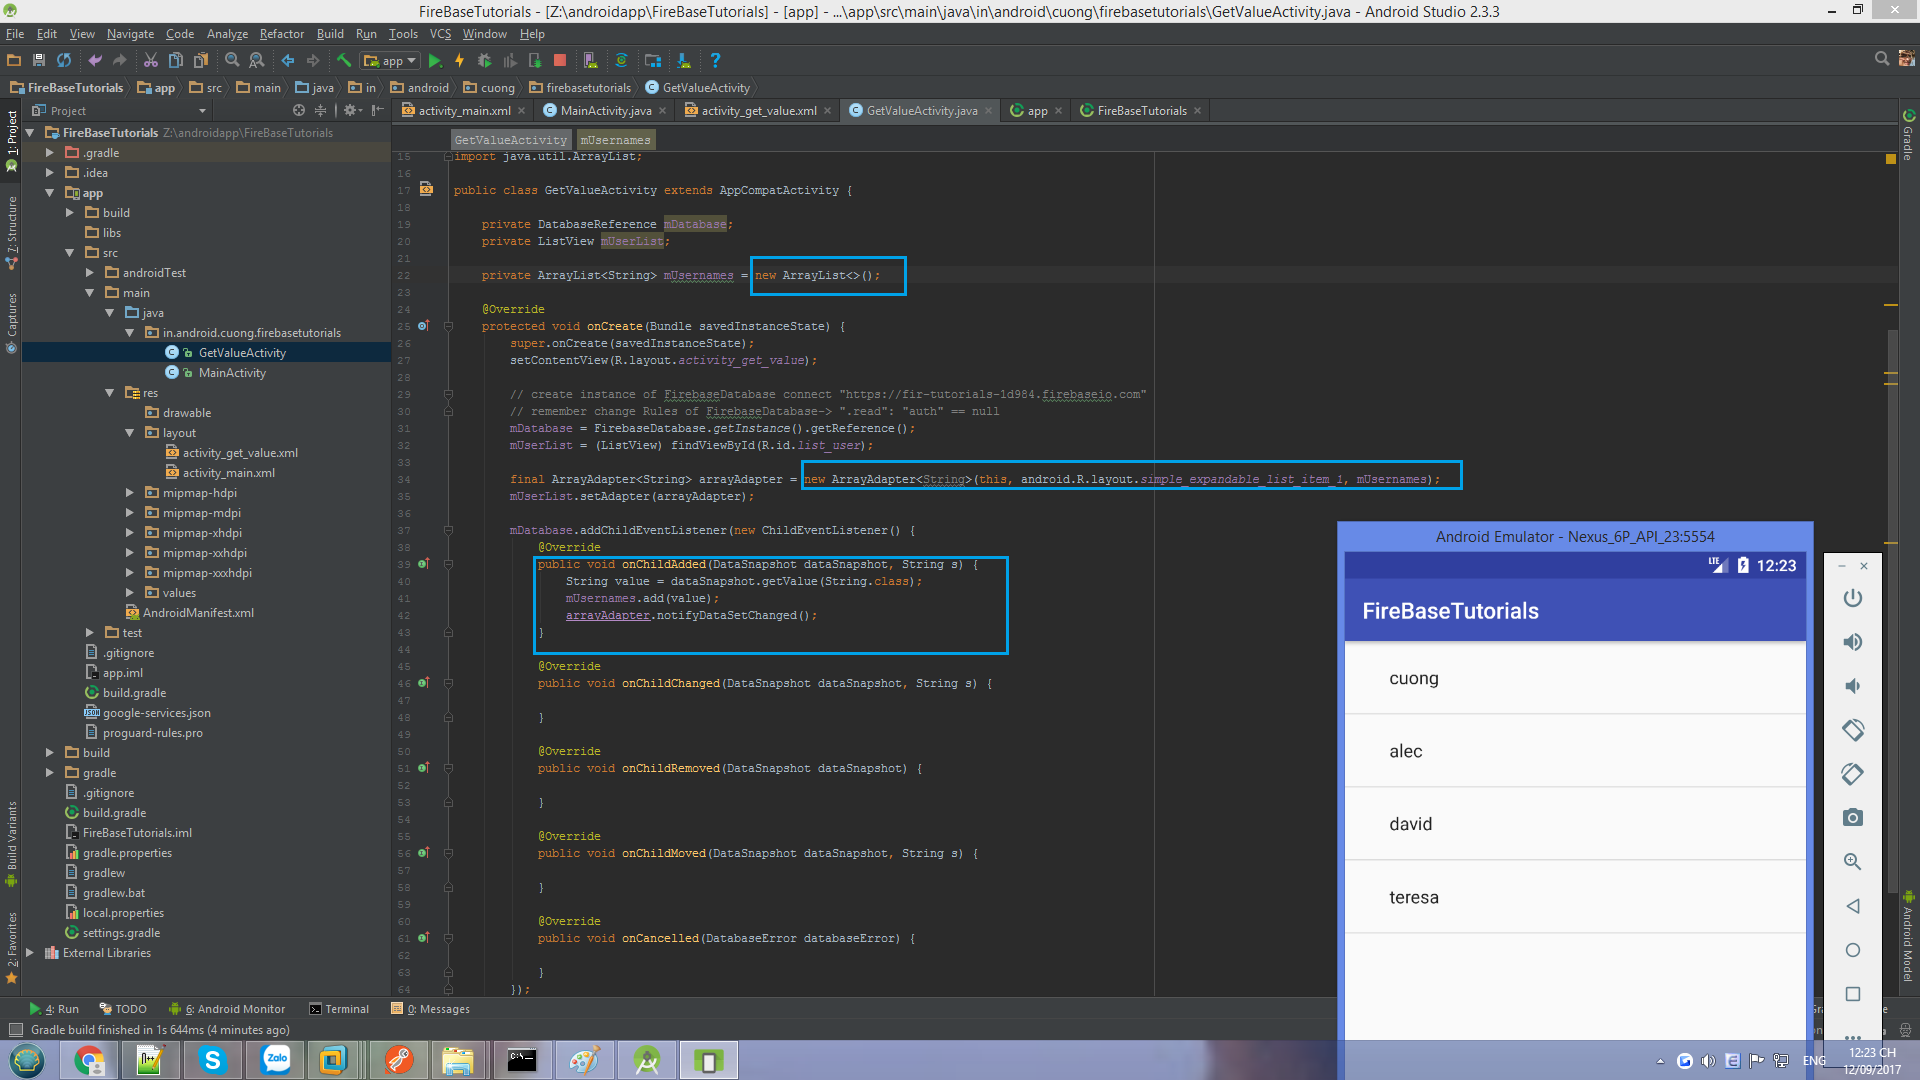 FireBaseTutorials - [Z:\androidapp\FireBaseTutorials] - [app] - ...\app\src\main\java\in\android\cuong\firebasetutorials\GetValueActivity.java - Android Studio 2.3.3
File Edit View Navigate Code Analyze Refactor Build Run Tools VCS Window Help
app
FireBaseTutorials app src main java in android cuong firebasetutorials GetValueActivity
Project
activity_main.xml MainActivity.java activity_get_value.xml GetValueActivity.java app FireBaseTutorials
1: Project
7: Structure
Captures
Build Variants
2: Favorites
FireBaseTutorials Z:\androidapp\FireBaseTutorials
.gradle
.idea
app
build
libs
src
androidTest
main
java
in.android.cuong.firebasetutorials
GetValueActivity
MainActivity
res
drawable
layout
activity_get_value.xml
activity_main.xml
mipmap-hdpi
mipmap-mdpi
mipmap-xhdpi
mipmap-xxhdpi
mipmap-xxxhdpi
values
AndroidManifest.xml
test
.gitignore
app.iml
build.gradle
google-services.json
proguard-rules.pro
build
gradle
.gitignore
build.gradle
FireBaseTutorials.iml
gradle.properties
gradlew
gradlew.bat
local.properties
settings.gradle
External Libraries
GetValueActivity mUsernames
15 import java.util.ArrayList;
16
17 public class GetValueActivity extends AppCompatActivity {
18
19 private DatabaseReference mDatabase;
20 private ListView mUserList;
21
22 private ArrayList<String> mUsernames = new ArrayList<>();
23
24 @Override
25 protected void onCreate(Bundle savedInstanceState) {
26 super.onCreate(savedInstanceState);
27 setContentView(R.layout.activity_get_value);
28
29 // create instance of FirebaseDatabase connect "https://fir-tutorials-1d984.firebaseio.com"
30 // remember change Rules of FirebaseDatabase-> ".read": "auth" == null
31 mDatabase = FirebaseDatabase.getInstance().getReference();
32 mUserList = (ListView) findViewById(R.id.list_user);
33
34 final ArrayAdapter<String> arrayAdapter = new ArrayAdapter<String>(this, android.R.layout.simple_expandable_list_item_1, mUsernames);
35 mUserList.setAdapter(arrayAdapter);
36
37 mDatabase.addChildEventListener(new ChildEventListener() {
38 @Override
39 public void onChildAdded(DataSnapshot dataSnapshot, String s) {
40 String value = dataSnapshot.getValue(String.class);
41 mUsernames.add(value);
42 arrayAdapter.notifyDataSetChanged();
43 }
44
45 @Override
46 public void onChildChanged(DataSnapshot dataSnapshot, String s) {
47
48 }
49
50 @Override
51 public void onChildRemoved(DataSnapshot dataSnapshot) {
52
53 }
54
55 @Override
56 public void onChildMoved(DataSnapshot dataSnapshot, String s) {
57
58 }
59
60 @Override
61 public void onCancelled(DatabaseError databaseError) {
62
63 }
64 });
Gradle
Android Model
Android Emulator - Nexus_6P_API_23:5554
LTE 12:23
FireBaseTutorials
cuong
alec
david
teresa
4: Run TODO 6: Android Monitor Terminal 0: Messages
Gradle build finished in 1s 644ms (4 minutes ago)
Zalo
ENG
12:23 CH
12/09/2017